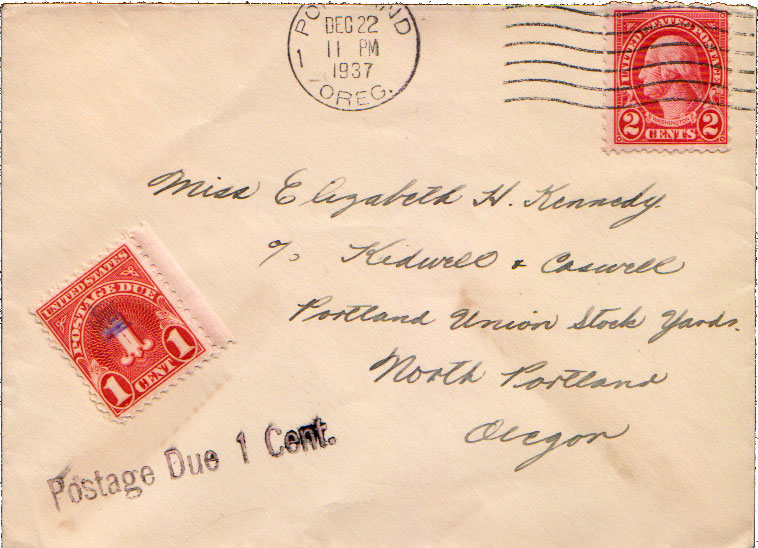 PORTLAND
DEC 22
11 PM
1937
1
OREG.
UNITED STATES POSTAGE
WASHINGTON
2 CENTS 2
Miss Elizabeth H. Kennedy.
℅ Kidwell & Caswell
Portland Union Stock Yards.
North Portland
Oregon
UNITED STATES
POSTAGE DUE
1 CENT 1
Postage Due 1 Cent.